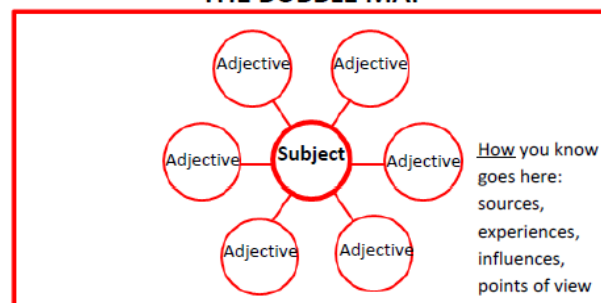 Adjective Adjective
Adjective Subject Adjective
Adjective Adjective
How you know
goes here:
sources,
experiences,
influences,
points of view